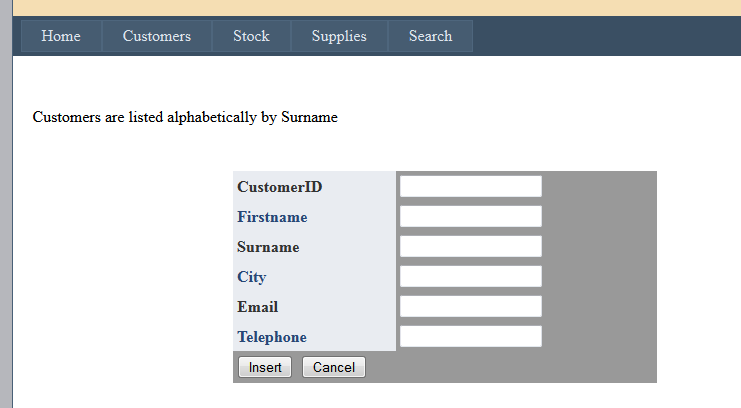 Home Customers Stock Supplies Search
Customers are listed alphabetically by Surname
CustomerID
Firstname
Surname
City
Email
Telephone
Insert Cancel